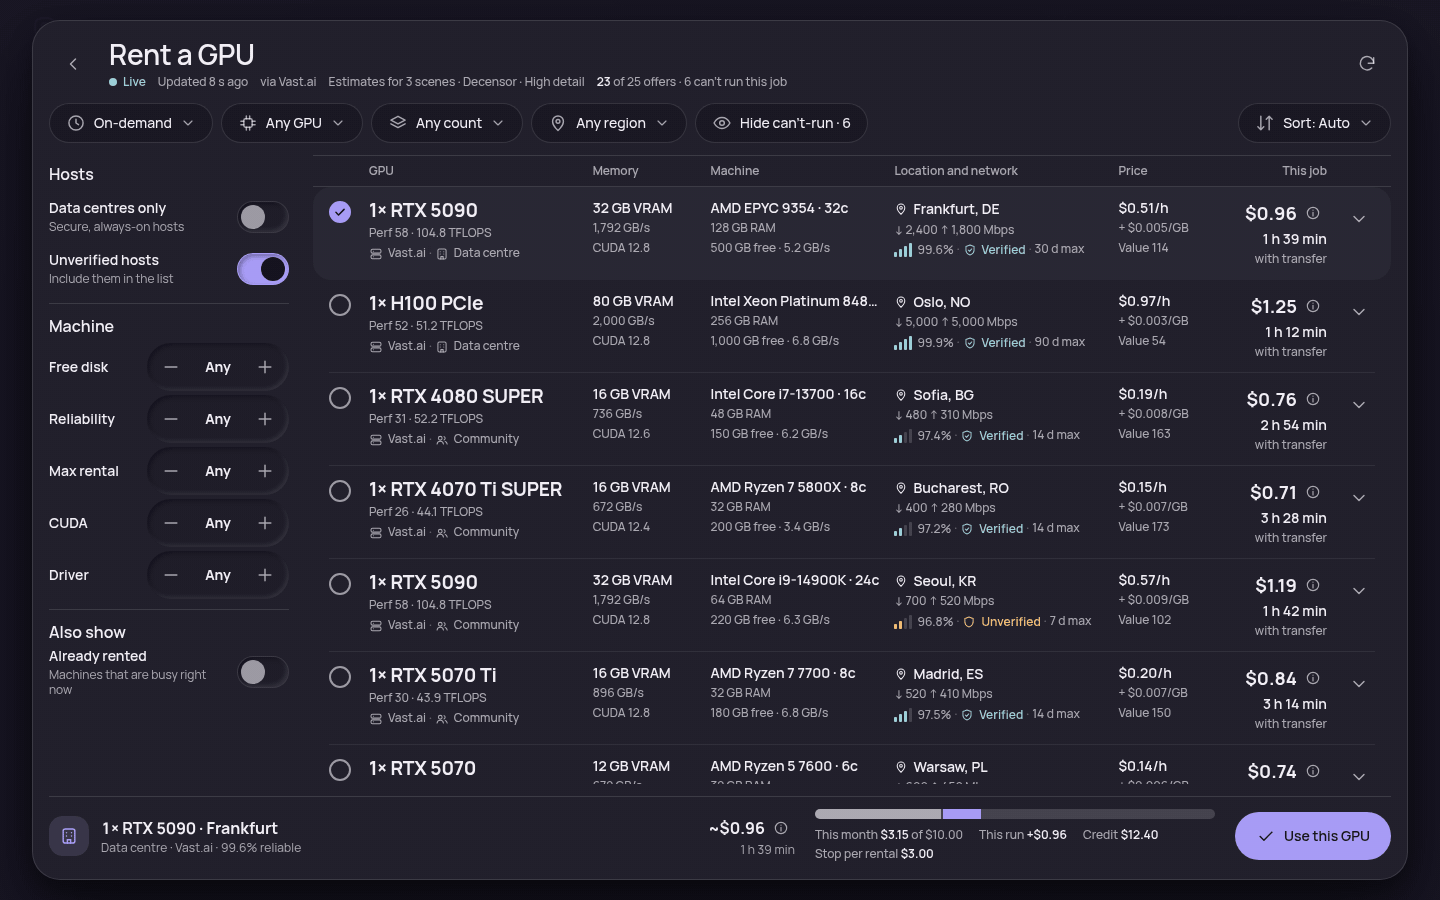 Rent a GPU
Live Updated 8 s ago via Vast.ai Estimates for 3 scenes · Decensor · High detail 23 of 25 offers · 6 can't run this job
On-demand Any GPU Any count Any region Hide can't-run · 6 Sort: Auto
Hosts
Data centres only
Secure, always-on hosts
Unverified hosts
Include them in the list
Machine
Free disk − Any +
Reliability − Any +
Max rental − Any +
CUDA − Any +
Driver − Any +
Also show
Already rented
Machines that are busy right
now
GPU Memory Machine Location and network Price This job
1× RTX 5090 32 GB VRAM AMD EPYC 9354 · 32c Frankfurt, DE $0.51/h $0.96
Perf 58 · 104.8 TFLOPS 1,792 GB/s 128 GB RAM ↓ 2,400 ↑ 1,800 Mbps + $0.005/GB 1 h 39 min
Vast.ai · Data centre CUDA 12.8 500 GB free · 5.2 GB/s 99.6% · Verified · 30 d max Value 114 with transfer
1× H100 PCIe 80 GB VRAM Intel Xeon Platinum 848… Oslo, NO $0.97/h $1.25
Perf 52 · 51.2 TFLOPS 2,000 GB/s 256 GB RAM ↓ 5,000 ↑ 5,000 Mbps + $0.003/GB 1 h 12 min
Vast.ai · Data centre CUDA 12.8 1,000 GB free · 6.8 GB/s 99.9% · Verified · 90 d max Value 54 with transfer
1× RTX 4080 SUPER 16 GB VRAM Intel Core i7-13700 · 16c Sofia, BG $0.19/h $0.76
Perf 31 · 52.2 TFLOPS 736 GB/s 48 GB RAM ↓ 480 ↑ 310 Mbps + $0.008/GB 2 h 54 min
Vast.ai · Community CUDA 12.6 150 GB free · 6.2 GB/s 97.4% · Verified · 14 d max Value 163 with transfer
1× RTX 4070 Ti SUPER 16 GB VRAM AMD Ryzen 7 5800X · 8c Bucharest, RO $0.15/h $0.71
Perf 26 · 44.1 TFLOPS 672 GB/s 32 GB RAM ↓ 400 ↑ 280 Mbps + $0.007/GB 3 h 28 min
Vast.ai · Community CUDA 12.4 200 GB free · 3.4 GB/s 97.2% · Verified · 14 d max Value 173 with transfer
1× RTX 5090 32 GB VRAM Intel Core i9-14900K · 24c Seoul, KR $0.57/h $1.19
Perf 58 · 104.8 TFLOPS 1,792 GB/s 64 GB RAM ↓ 700 ↑ 520 Mbps + $0.009/GB 1 h 42 min
Vast.ai · Community CUDA 12.8 220 GB free · 6.3 GB/s 96.8% · Unverified · 7 d max Value 102 with transfer
1× RTX 5070 Ti 16 GB VRAM AMD Ryzen 7 7700 · 8c Madrid, ES $0.20/h $0.84
Perf 30 · 43.9 TFLOPS 896 GB/s 32 GB RAM ↓ 520 ↑ 410 Mbps + $0.007/GB 3 h 14 min
Vast.ai · Community CUDA 12.8 180 GB free · 6.8 GB/s 97.5% · Verified · 14 d max Value 150 with transfer
1× RTX 5070 12 GB VRAM AMD Ryzen 5 7600 · 6c Warsaw, PL $0.14/h $0.74
1× RTX 5090 · Frankfurt
Data centre · Vast.ai · 99.6% reliable
~$0.96
1 h 39 min
This month $3.15 of $10.00 This run +$0.96 Credit $12.40
Stop per rental $3.00
Use this GPU